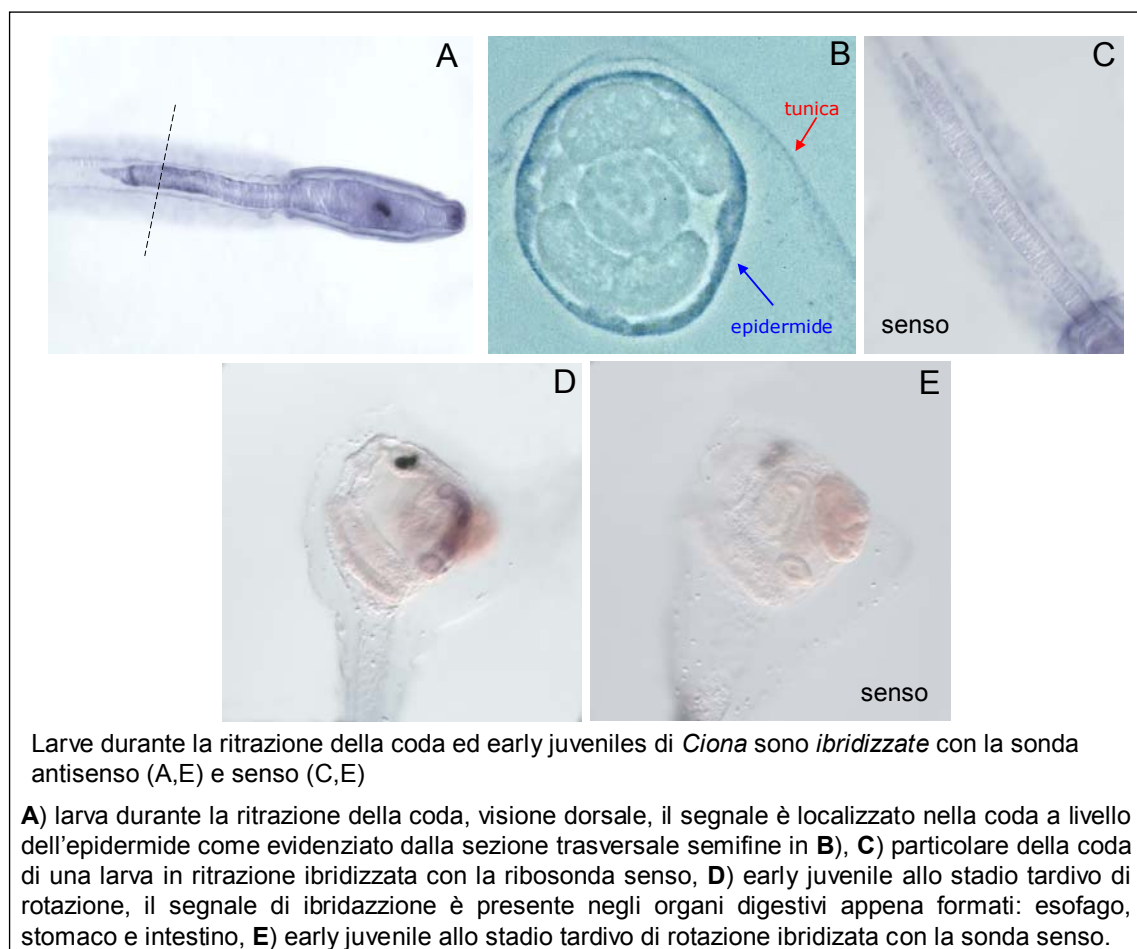 A
B
C
tunica
epidermide
senso
D
E
senso
Larve durante la ritrazione della coda ed early juveniles di Ciona sono ibridizzate con la sonda
antisenso (A,E) e senso (C,E)
A) larva durante la ritrazione della coda, visione dorsale, il segnale è localizzato nella coda a livello
dell'epidermide come evidenziato dalla sezione trasversale semifine in B), C) particolare della coda
di una larva in ritrazione ibridizzata con la ribosonda senso, D) early juvenile allo stadio tardivo di
rotazione, il segnale di ibridazzione è presente negli organi digestivi appena formati: esofago,
stomaco e intestino, E) early juvenile allo stadio tardivo di rotazione ibridizata con la sonda senso.